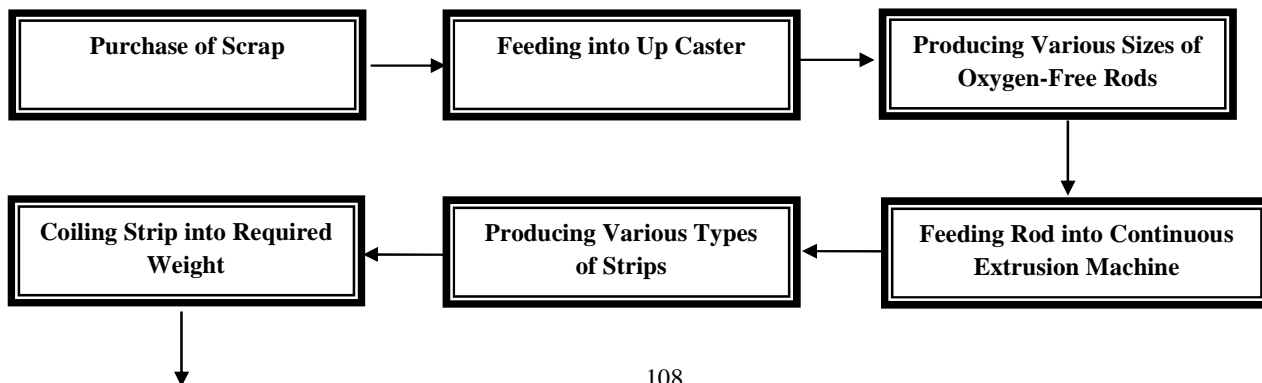 Purchase of Scrap
Feeding into Up Caster
Producing Various Sizes of
Oxygen-Free Rods
Feeding Rod into Continuous
Extrusion Machine
Producing Various Types
of Strips
Coiling Strip into Required
Weight
108